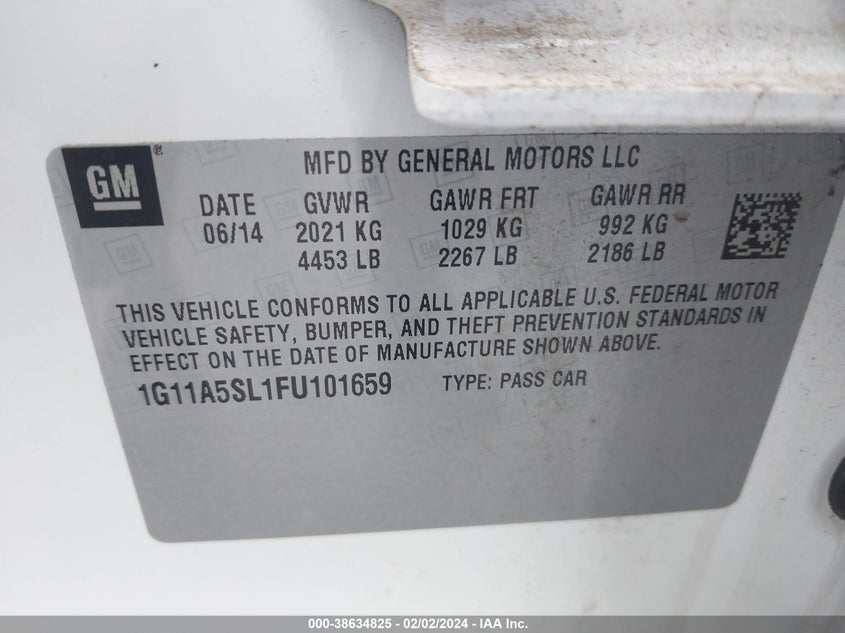 GM
MFD BY GENERAL MOTORS LLC
DATE GVWR GAWR FRT GAWR RR
06/14 2021 KG 1029 KG 992 KG
4453 LB 2267 LB 2186 LB
THIS VEHICLE CONFORMS TO ALL APPLICABLE U.S. FEDERAL MOTOR
VEHICLE SAFETY, BUMPER, AND THEFT PREVENTION STANDARDS IN
EFFECT ON THE DATE OF MANUFACTURE SHOWN ABOVE.
1G11A5SL1FU101659 TYPE: PASS CAR
000-38634825 - 02/02/2024 - IAA Inc.